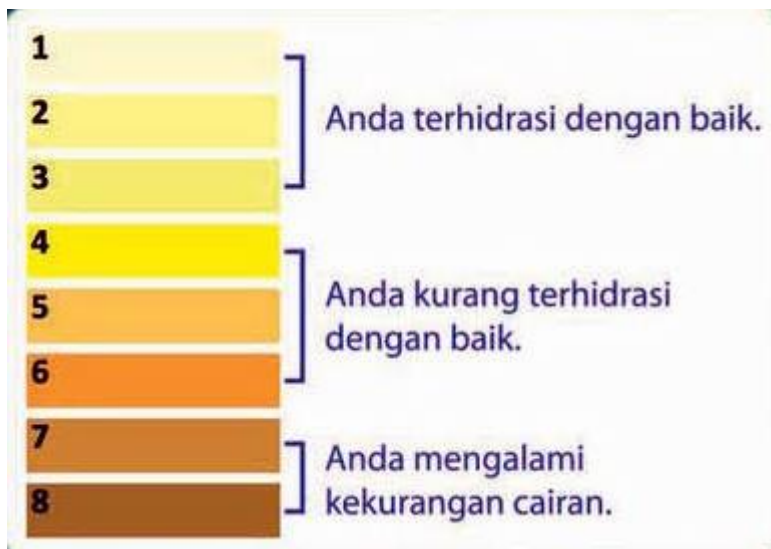 1
2
Anda terhidrasi dengan baik.
3
4
5
Anda kurang terhidrasi
dengan baik.
6
7
Anda mengalami
8
kekurangan cairan.